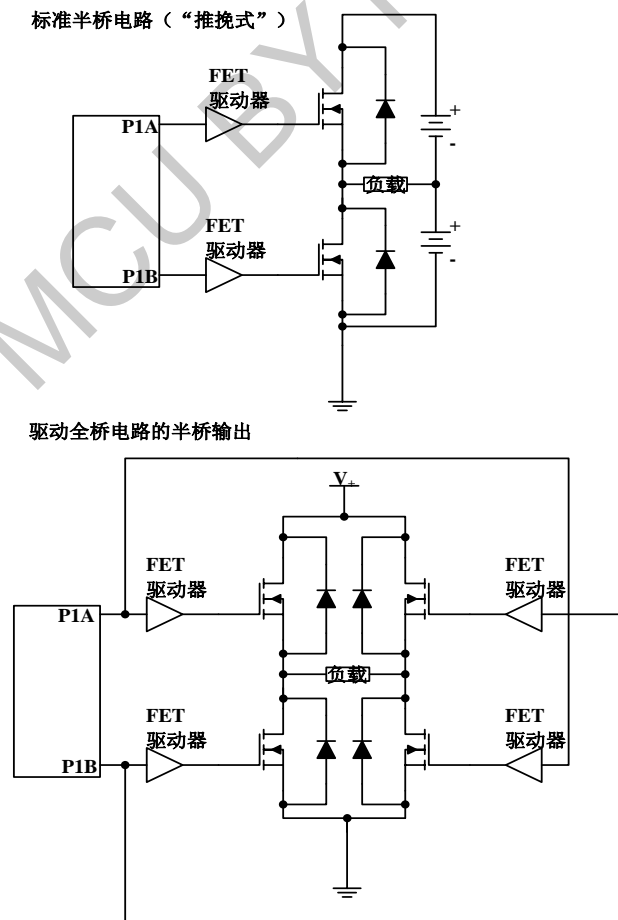 标准半桥电路（“推挽式”）
FET
驱动器
P1A
+
-
负载
FET
驱动器
+
-
P1B
MCU BY
驱动全桥电路的半桥输出
V+
FET
驱动器
FET
驱动器
P1A
负载
FET
驱动器
FET
驱动器
P1B